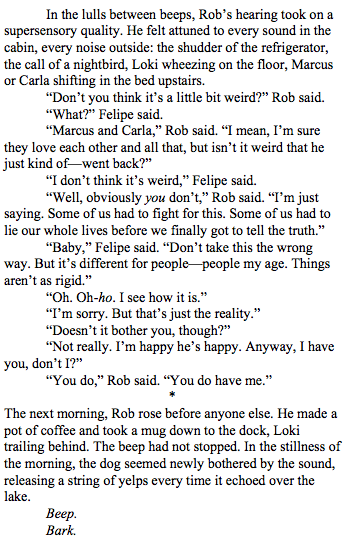 In the lulls between beeps, Rob’s hearing took on a
supersensory quality. He felt attuned to every sound in the
cabin, every noise outside: the shudder of the refrigerator,
the call of a nightbird, Loki wheezing on the floor, Marcus
or Carla shifting in the bed upstairs.
“Don’t you think it’s a little bit weird?” Rob said.
“What?” Felipe said.
“Marcus and Carla,” Rob said. “I mean, I’m sure
they love each other and all that, but isn’t it weird that he
just kind of—went back?”
“I don’t think it’s weird,” Felipe said.
“Well, obviously you don’t,” Rob said. “I’m just
saying. Some of us had to fight for this. Some of us had to
lie our whole lives before we finally got to tell the truth.”
“Baby,” Felipe said. “Don’t take this the wrong
way. But it’s different for people—people my age. Things
aren’t as rigid.”
“Oh. Oh-ho. I see how it is.”
“I’m sorry. But that’s just the reality.”
“Doesn’t it bother you, though?”
“Not really. I’m happy he’s happy. Anyway, I have
you, don’t I?”
“You do,” Rob said. “You do have me.”
*
The next morning, Rob rose before anyone else. He made a
pot of coffee and took a mug down to the dock, Loki
trailing behind. The beep had not stopped. In the stillness of
the morning, the dog seemed newly bothered by the sound,
releasing a string of yelps every time it echoed over the
lake.
Beep.
Bark.